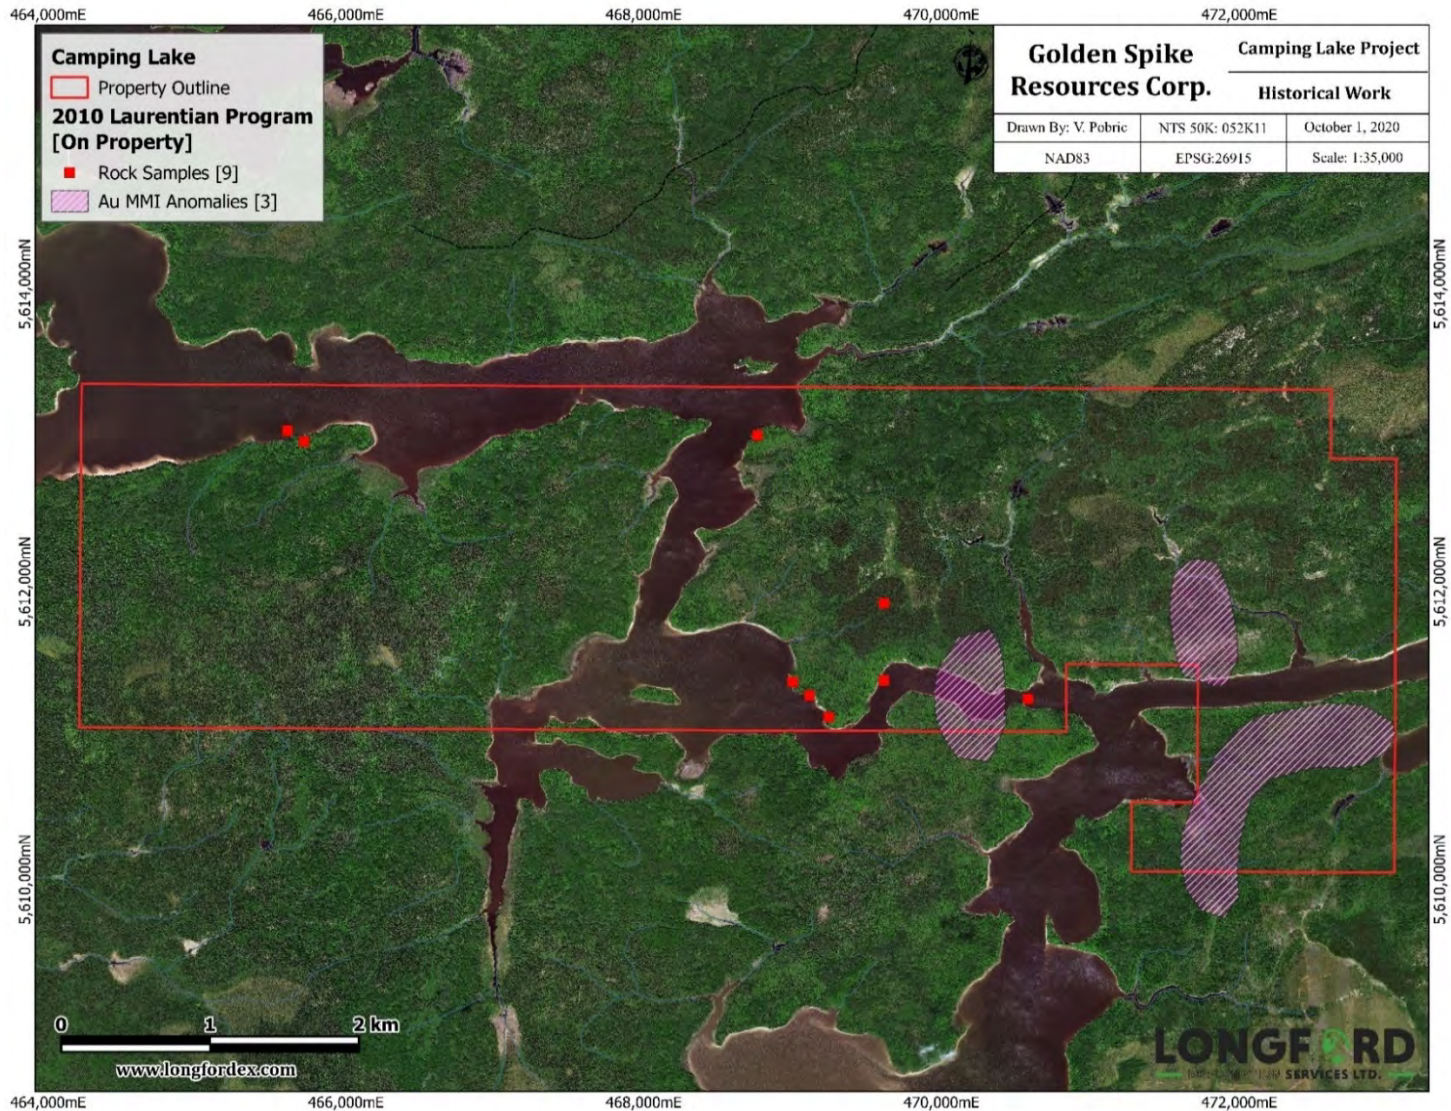 464,000mE 466,000mE 468,000mE 470,000mE 472,000mE
Camping Lake
Property Outline
2010 Laurentian Program
[On Property]
Rock Samples [9]
Au MMI Anomalies [3]
Golden Spike
Resources Corp.
Camping Lake Project
Historical Work
Drawn By: V. Pobric NTS 50K: 052K11 October 1, 2020
NAD83 EPSG:26915 Scale: 1:35,000
5,614,000mN 5,614,000mN
5,612,000mN 5,612,000mN
5,610,000mN 5,610,000mN
0 1 2 km
www.longfordex.com
LONGFORD
SERVICES LTD.
464,000mE 466,000mE 468,000mE 470,000mE 472,000mE